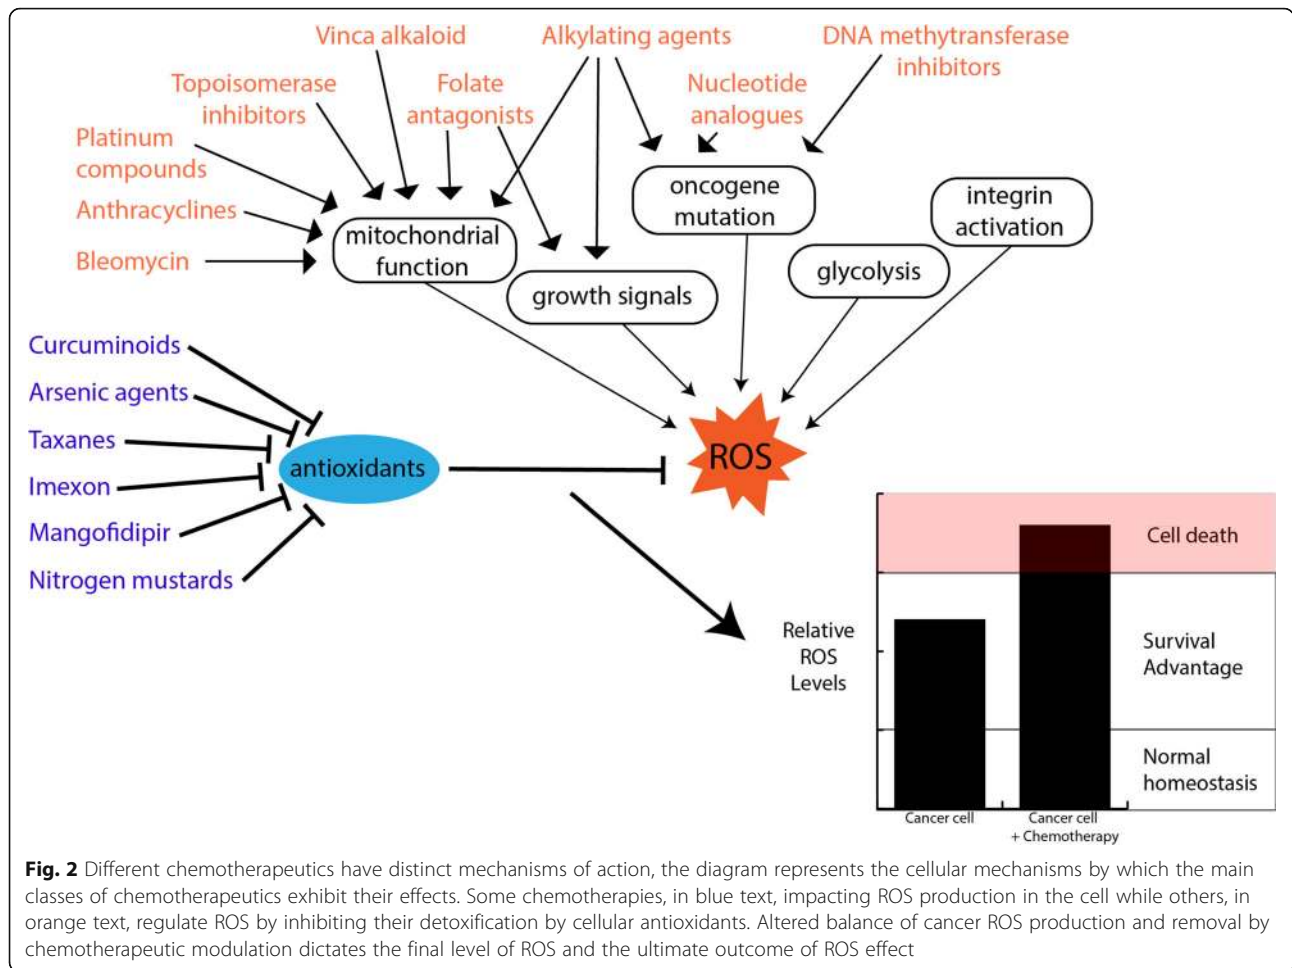 Vinca alkaloid
Alkylating agents
DNA methytransferase
inhibitors
Topoisomerase
inhibitors
Folate
antagonists
Nucleotide
analogues
Platinum
compounds
Anthracyclines
Bleomycin
mitochondrial
function
growth signals
oncogene
mutation
glycolysis
integrin
activation
Curcuminoids
Arsenic agents
Taxanes
Imexon
Mangofidipir
Nitrogen mustards
antioxidants
ROS
Relative
ROS
Levels
Cell death
Survival
Advantage
Normal
homeostasis
Cancer cell
Cancer cell
+ Chemotherapy
Fig. 2 Different chemotherapeutics have distinct mechanisms of action, the diagram represents the cellular mechanisms by which the main
classes of chemotherapeutics exhibit their effects. Some chemotherapies, in blue text, impacting ROS production in the cell while others, in
orange text, regulate ROS by inhibiting their detoxification by cellular antioxidants. Altered balance of cancer ROS production and removal by
chemotherapeutic modulation dictates the final level of ROS and the ultimate outcome of ROS effect